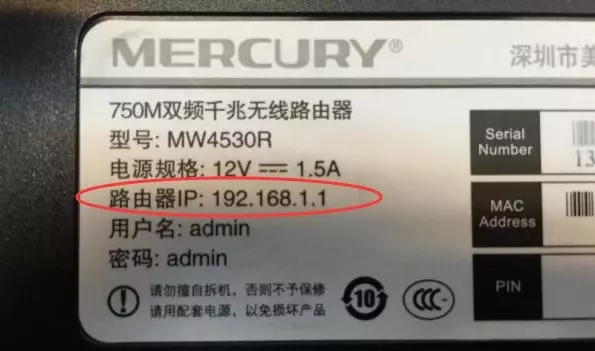 MERCURY®
深圳市美
750M双频千兆无线路由器
型号: MW4530R
电源规格: 12V 1.5A
路由器IP: 192.168.1.1
用户名: admin
密码: admin
请勿擅自拆机，否则不予保修
请用配套电源，以免损坏产品
10
CCC
Serial
Number
13
MAC
Address
PIN